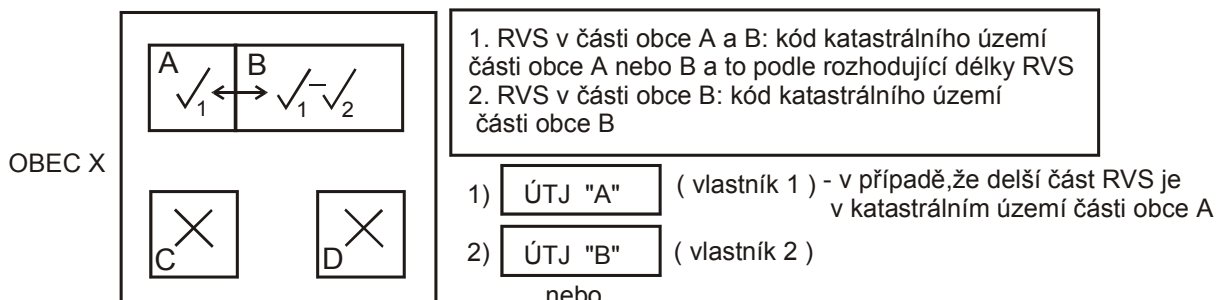 OBEC X
A B
√1 ↔ √1 – √2
C D
1. RVS v části obce A a B: kód katastrálního území
části obce A nebo B a to podle rozhodující délky RVS
2. RVS v části obce B: kód katastrálního území
části obce B
1) ÚTJ "A" ( vlastník 1 ) - v případě,že delší část RVS je
v katastrálním území části obce A
2) ÚTJ "B" ( vlastník 2 )
nebo